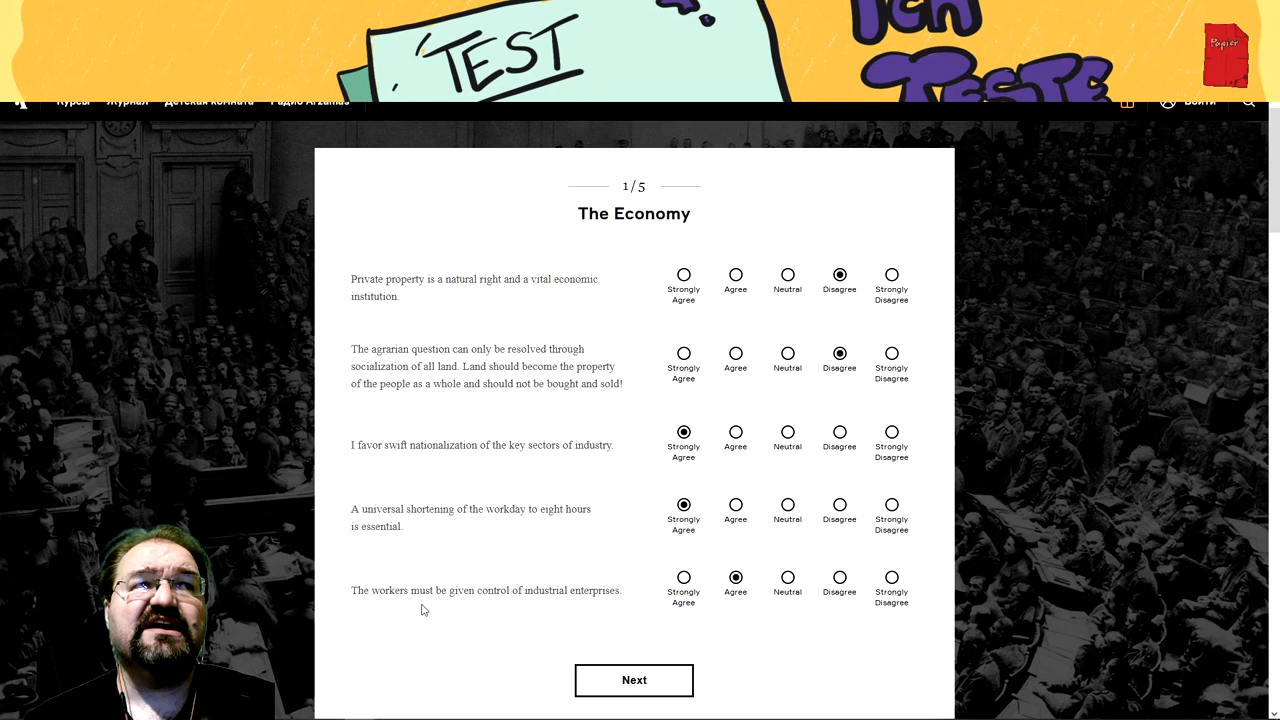 TEST
Ich
TESTE
Papier
Курсы Журнал Детская комната Радио Arzamas
Войти
1/5
The Economy
Private property is a natural right and a vital economic
institution.
Strongly Agree
Agree
Neutral
Disagree
Strongly Disagree
The agrarian question can only be resolved through
socialization of all land. Land should become the property
of the people as a whole and should not be bought and sold!
Strongly Agree
Agree
Neutral
Disagree
Strongly Disagree
I favor swift nationalization of the key sectors of industry.
Strongly Agree
Agree
Neutral
Disagree
Strongly Disagree
A universal shortening of the workday to eight hours
is essential.
Strongly Agree
Agree
Neutral
Disagree
Strongly Disagree
The workers must be given control of industrial enterprises.
Strongly Agree
Agree
Neutral
Disagree
Strongly Disagree
Next